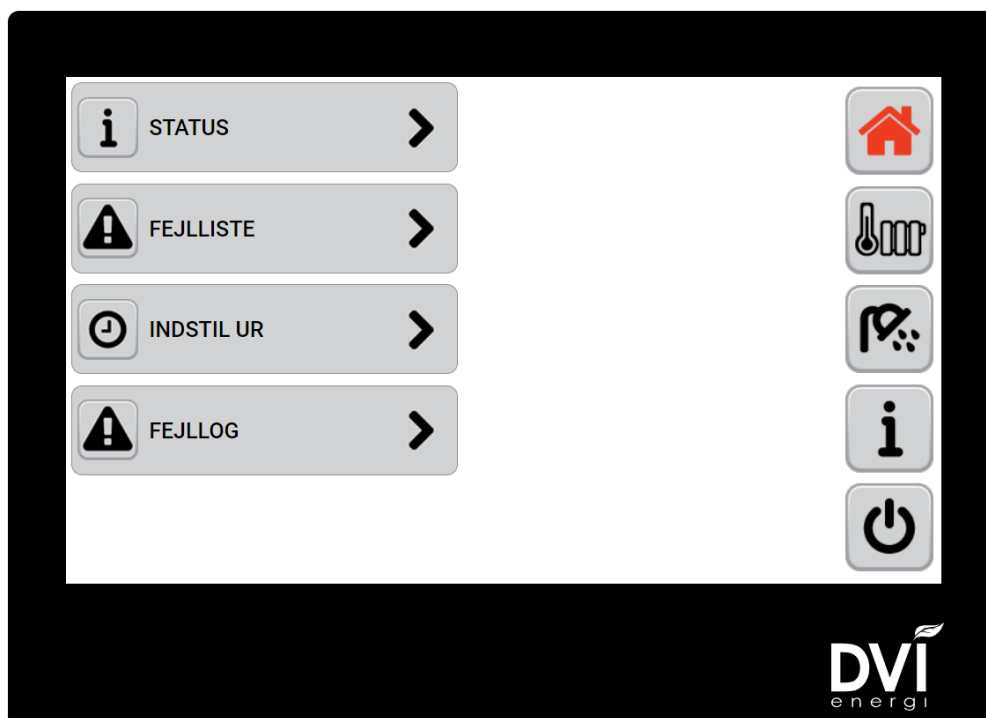 STATUS
FEJLLISTE
INDSTIL UR
FEJLLOG
DVI
energi